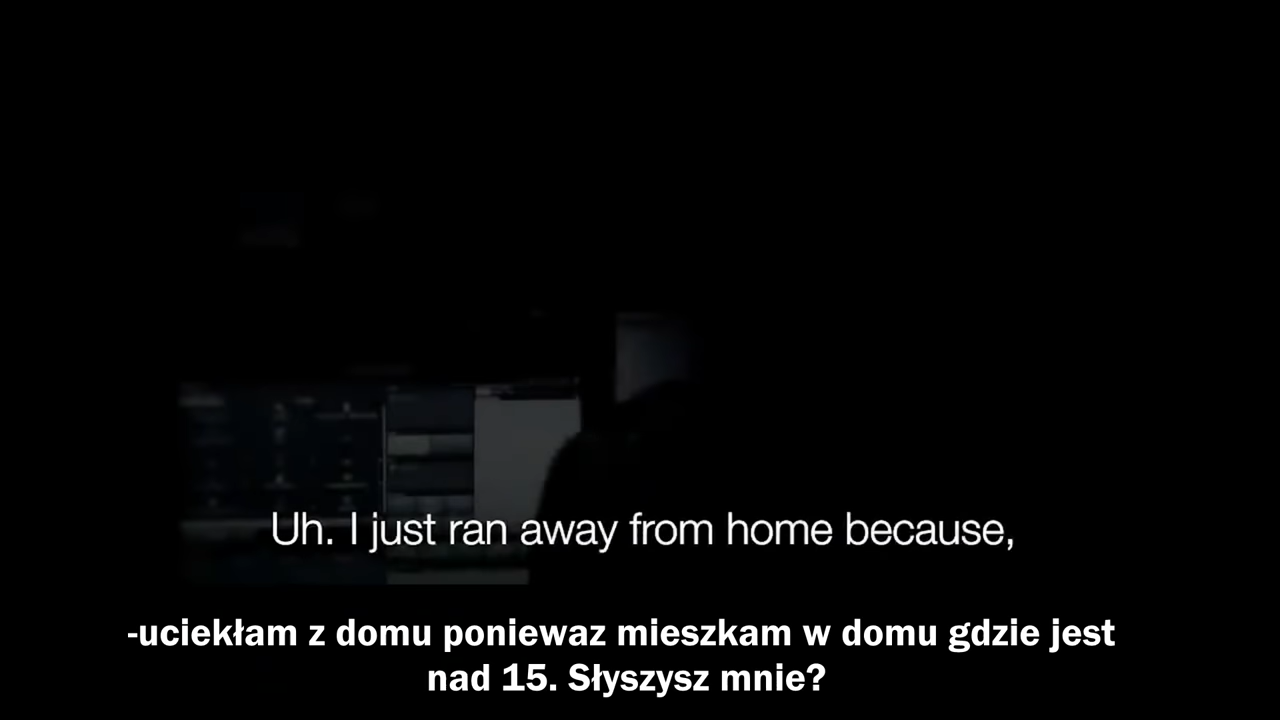 Uh. I just ran away from home because,
-uciekłam z domu poniewaz mieszkam w domu gdzie jest
nad 15. Słyszysz mnie?